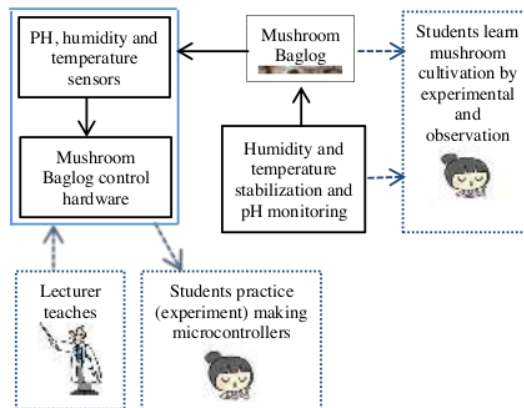 PH, humidity and
temperature
sensors
Mushroom
Baglog
Students learn
mushroom
cultivation by
experimental
and
observation
Mushroom
Baglog control
hardware
Humidity and
temperature
stabilization and
pH monitoring
Lecturer
teaches
Students practice
(experiment) making
microcontrollers